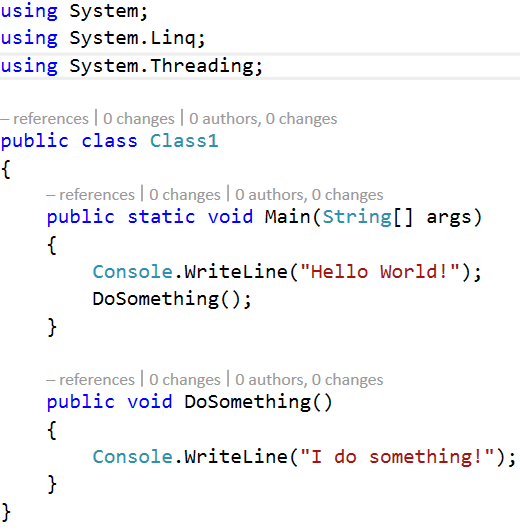 using System;
using System.Linq;
using System.Threading;
– references | 0 changes | 0 authors, 0 changes
public class Class1
{
– references | 0 changes | 0 authors, 0 changes
public static void Main(String[] args)
{
Console.WriteLine("Hello World!");
DoSomething();
}
– references | 0 changes | 0 authors, 0 changes
public void DoSomething()
{
Console.WriteLine("I do something!");
}
}